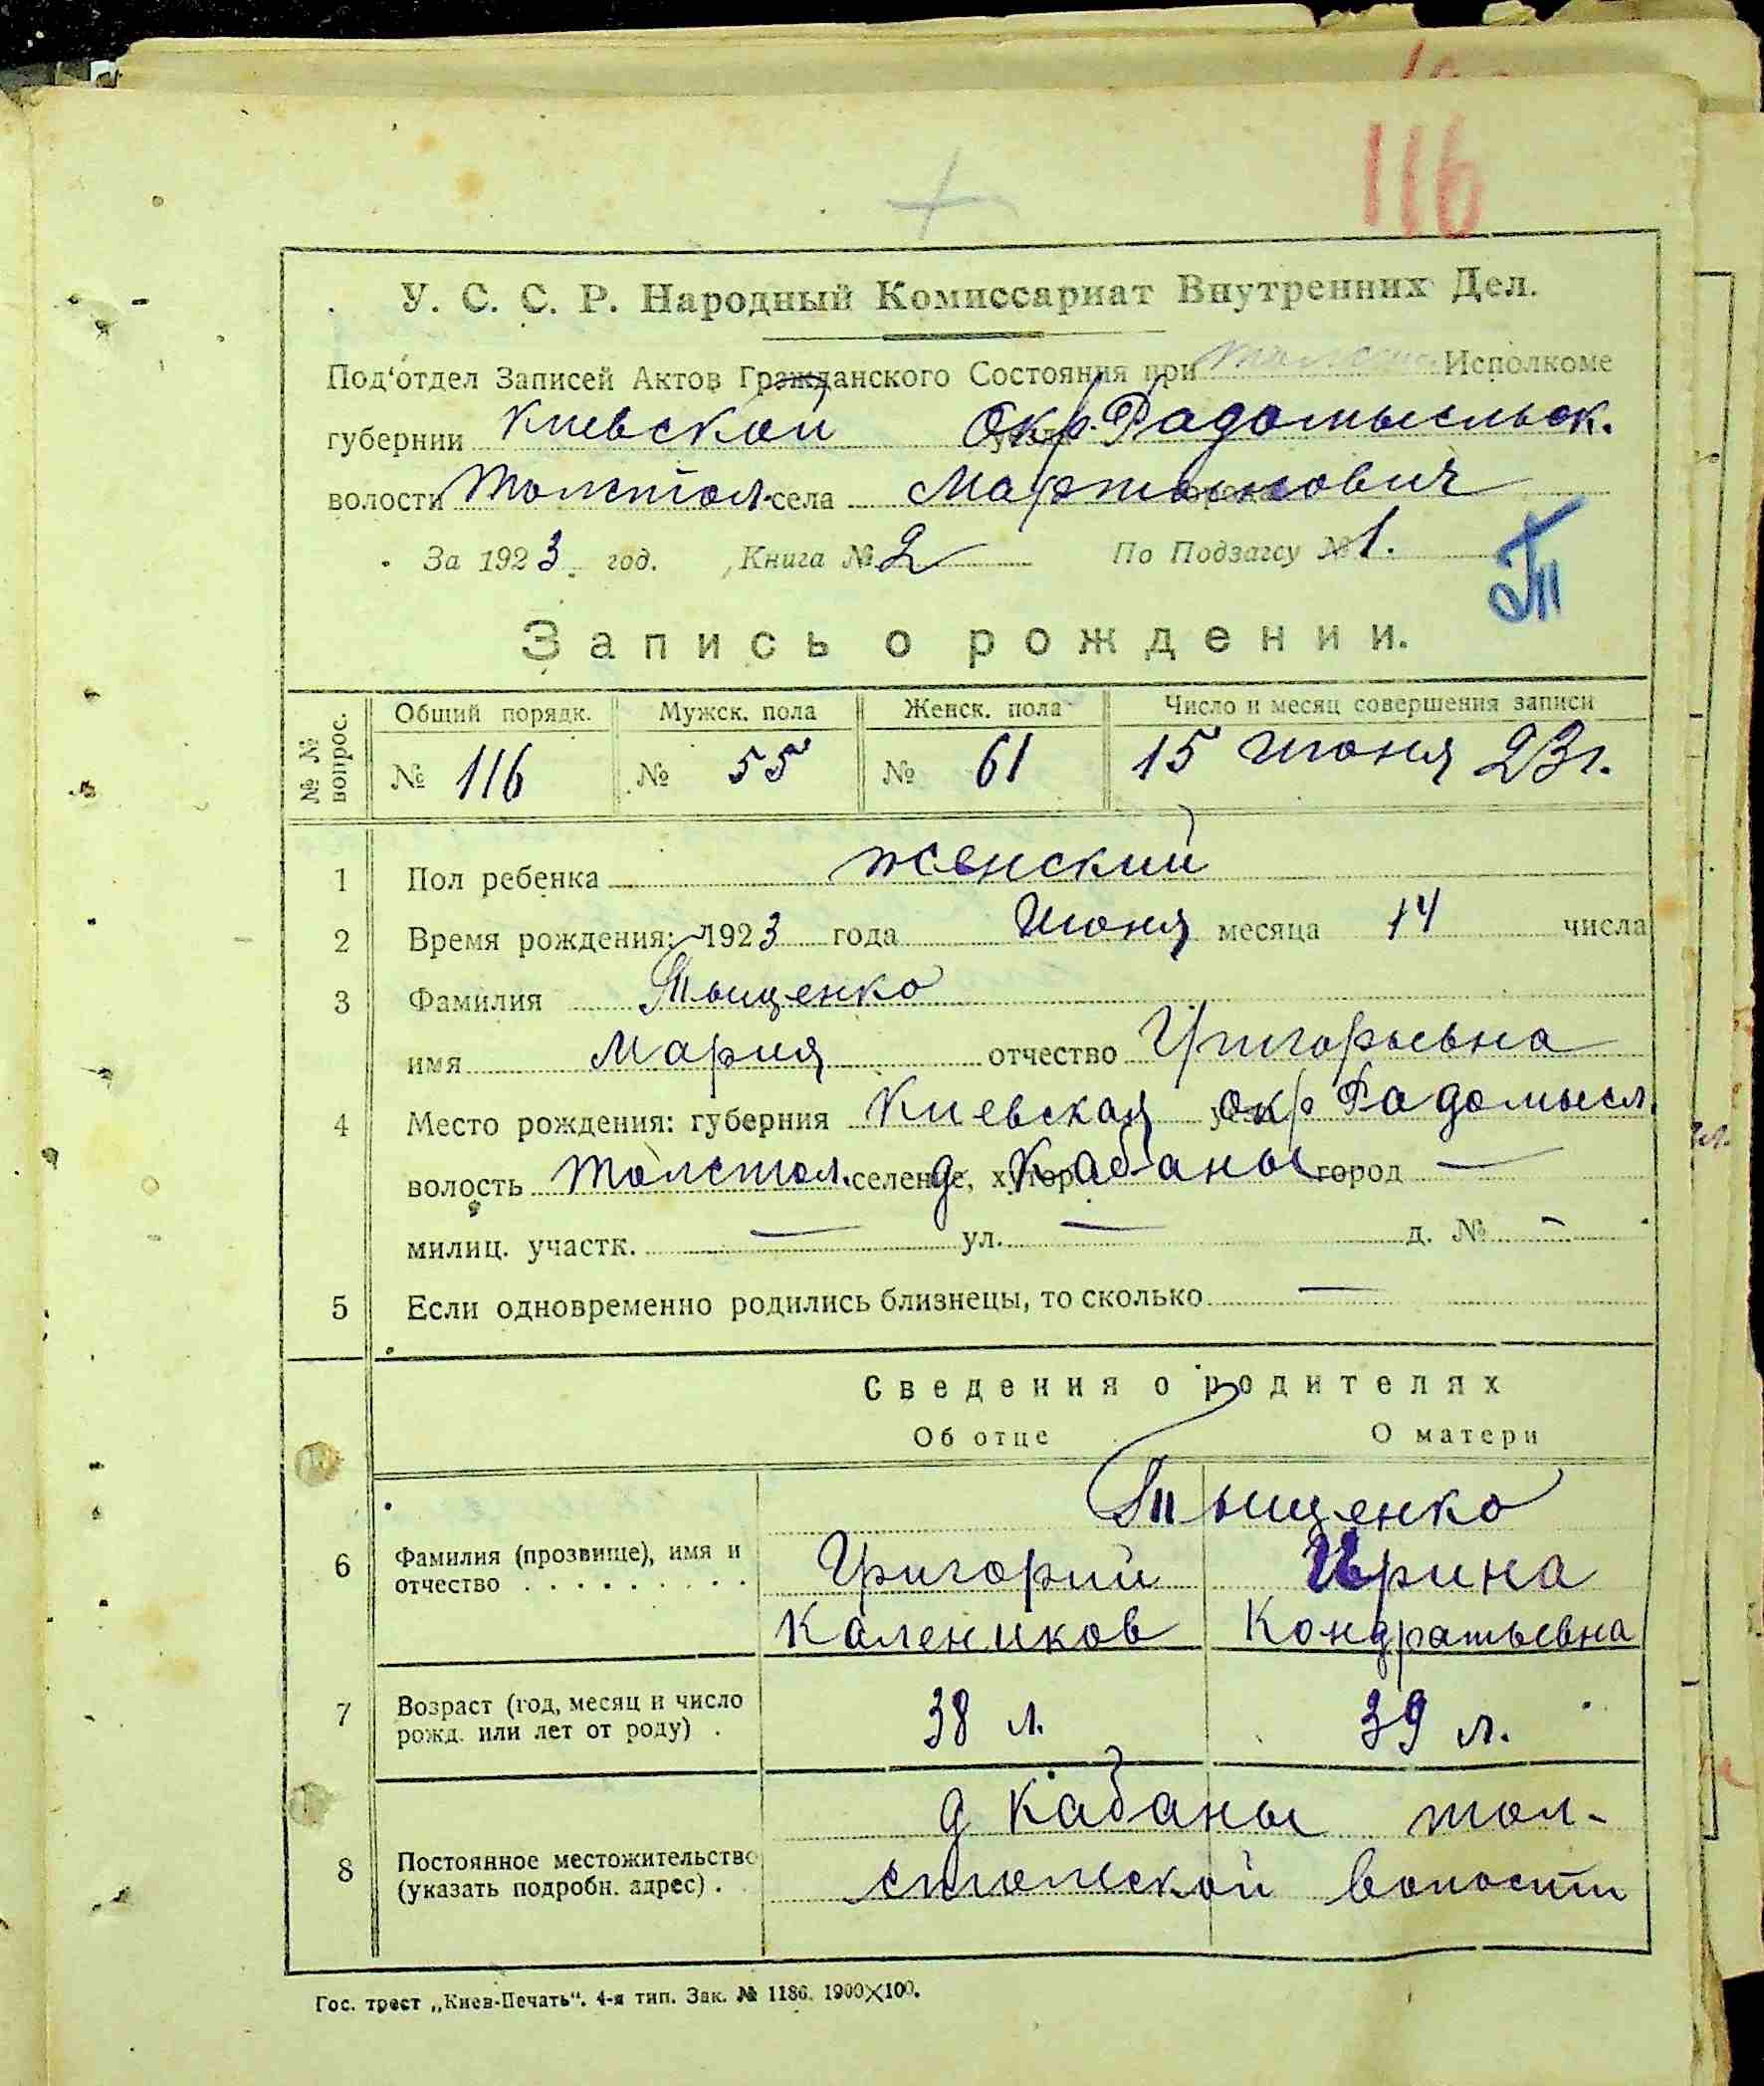 116
У. С. С. Р. Народный Комиссариат Внутренних Дел.
Под'отдел Записей Актов Гражданского Состояния при Исполкоме
губернии Киевской окр. Радомысльск.
волости Толстол. села Мартынович
За 1923 год. Книга № 2 По Подзагсу № 1.
Т
Запись о рождении.
№ № вопрос. Общий порядк. Мужск. пола Женск. пола Число и месяц совершения записи
№ 116 № 55 № 61 15 июня 23 г.
1 Пол ребенка женский
2 Время рождения: 1923 года Июня месяца 14 числа
3 Фамилия Тыщенко
имя Мария отчество Григорьевна
4 Место рождения: губерния Киевская окр Радомысл.
волость Толстол. селение, хутор д Кабаны город —
милиц. участк. — ул. — д. № -
5 Если одновременно родились близнецы, то сколько —
Сведения о родителях
Об отце О матери
Тыщенко
6 Фамилия (прозвище), имя и
отчество . . . . . . . . .
Григорий Ирина
Калеников Кондратьевна
7 Возраст (год, месяц и число
рожд. или лет от роду) .
38 л. 39 л.
д Кабаны тол-
8 Постоянное местожительство
(указать подробн. адрес) .
стольской волости
Гос. трест „Киев-Печать“. 4-я тип. Зак. № 1186. 1900×100.